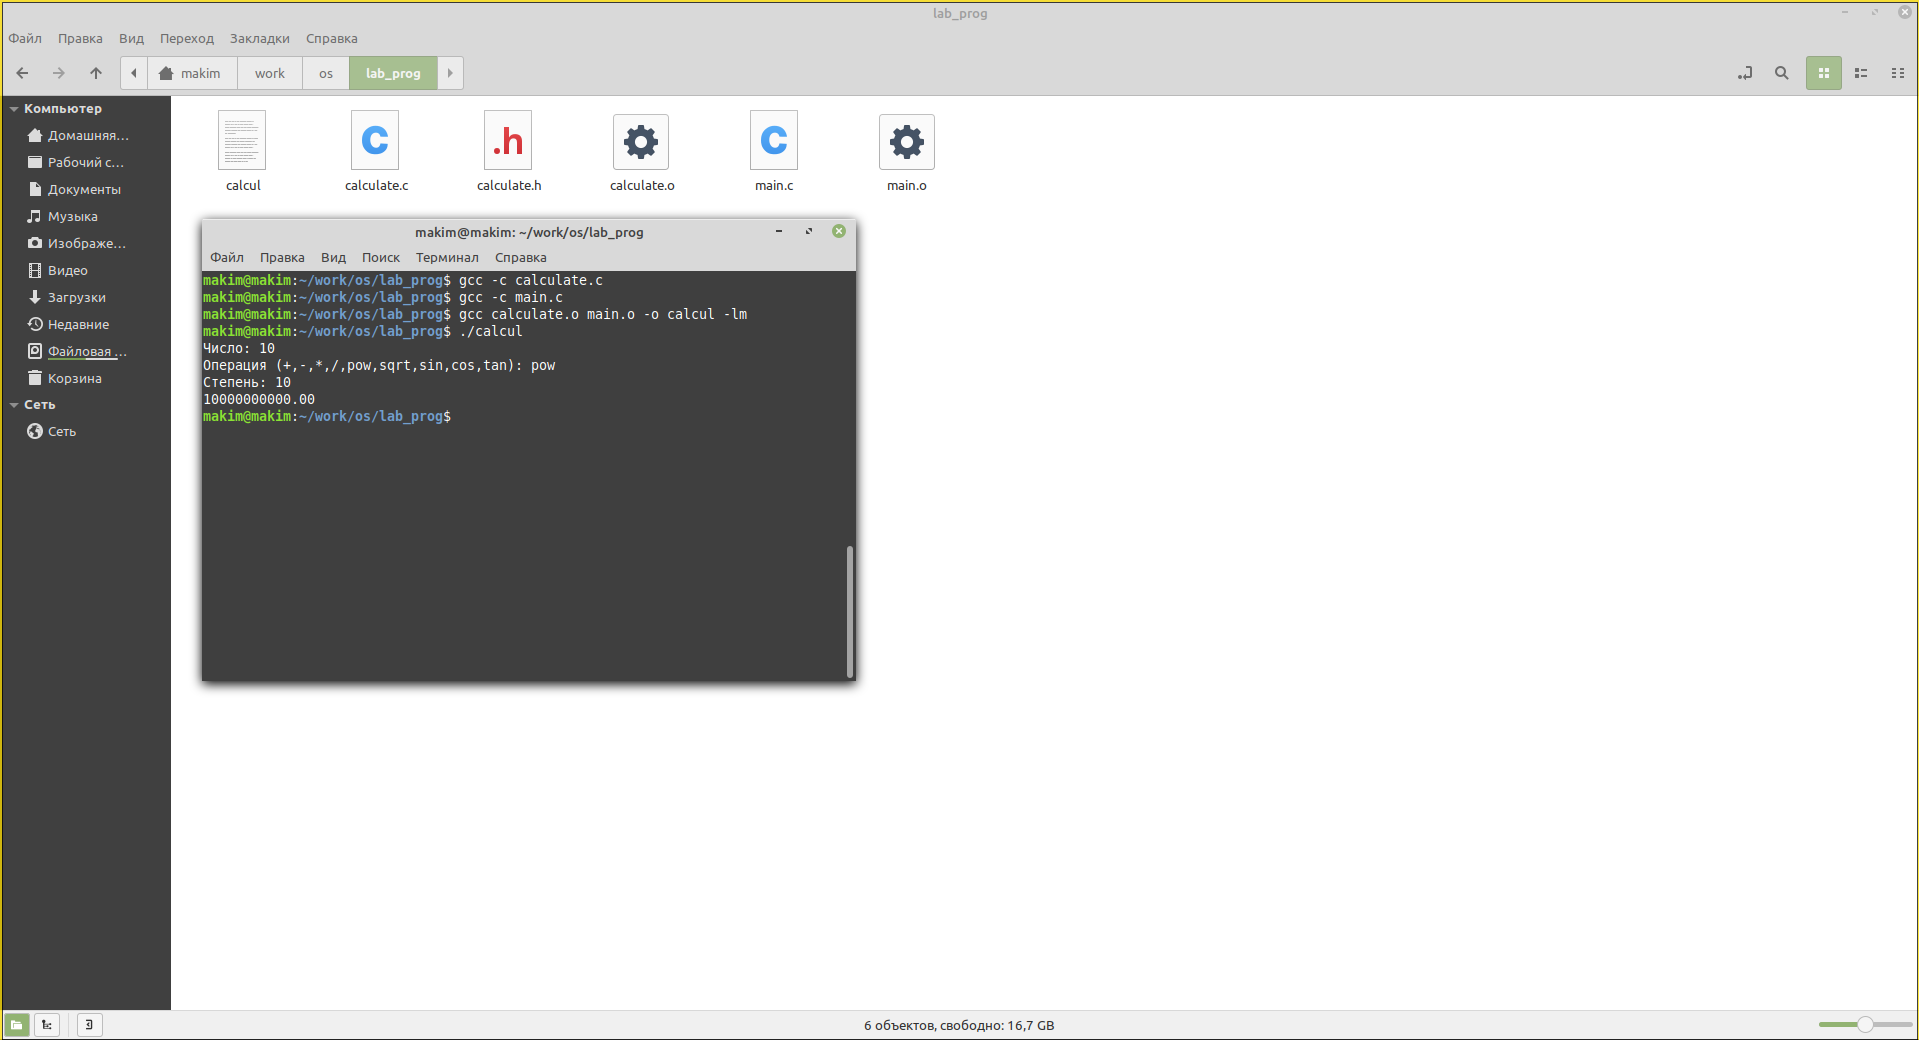 lab_prog
Файл Правка Вид Переход Закладки Справка
makim work os lab_prog
Компьютер
Домашняя...
Рабочий с...
Документы
Музыка
Изображе...
Видео
Загрузки
Недавние
Файловая ...
Корзина
Сеть
Сеть
calcul calculate.c calculate.h calculate.o main.c main.o
makim@makim: ~/work/os/lab_prog
Файл Правка Вид Поиск Терминал Справка
makim@makim:~/work/os/lab_prog$ gcc -c calculate.c
makim@makim:~/work/os/lab_prog$ gcc -c main.c
makim@makim:~/work/os/lab_prog$ gcc calculate.o main.o -o calcul -lm
makim@makim:~/work/os/lab_prog$ ./calcul
Число: 10
Операция (+,-,*,/,pow,sqrt,sin,cos,tan): pow
Степень: 10
10000000000.00
makim@makim:~/work/os/lab_prog$
6 объектов, свободно: 16,7 GB